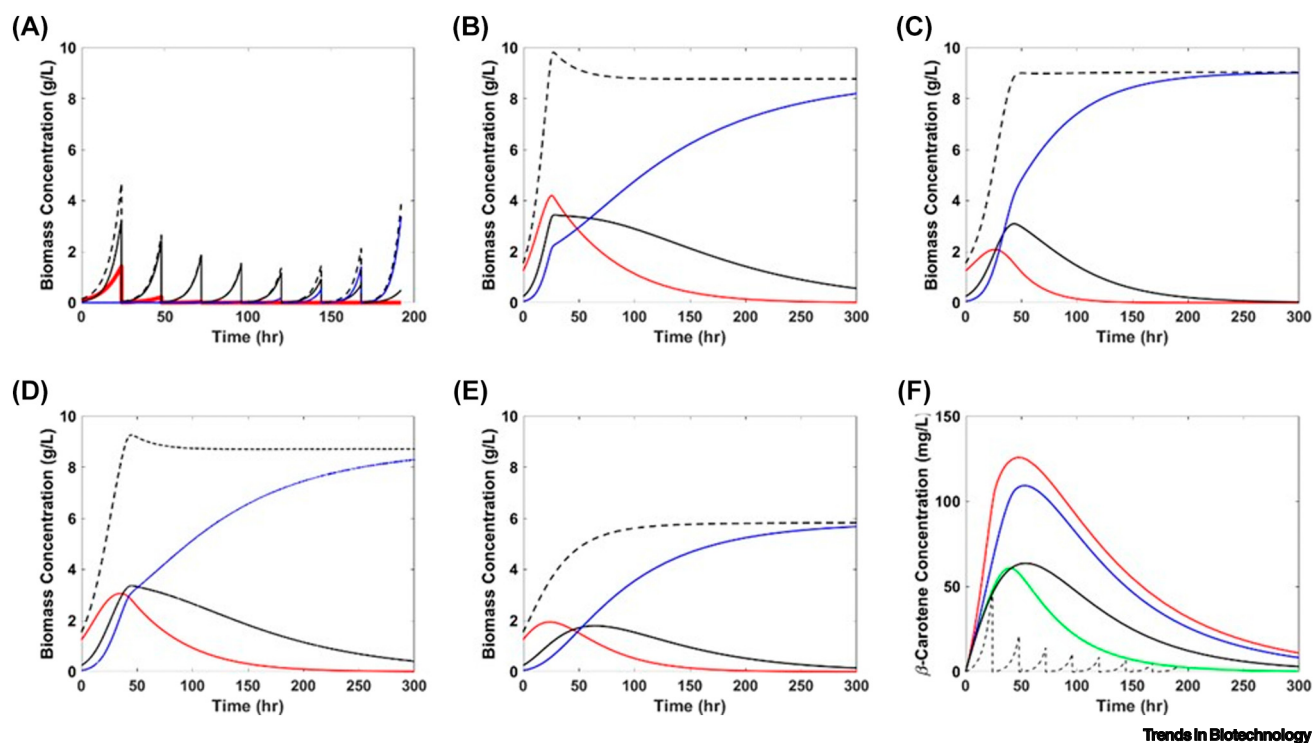 (A)
10
8
6
4
2
0
Biomass Concentration (g/L)
0 50 100 150 200
Time (hr)
(B)
10
8
6
4
2
0
Biomass Concentration (g/L)
0 50 100 150 200 250 300
Time (hr)
(C)
10
8
6
4
2
0
Biomass Concentration (g/L)
0 50 100 150 200 250 300
Time (hr)
(D)
10
8
6
4
2
0
Biomass Concentration (g/L)
0 50 100 150 200 250 300
Time (hr)
(E)
10
8
6
4
2
0
Biomass Concentration (g/L)
0 50 100 150 200 250 300
Time (hr)
(F)
150
100
50
0
β-Carotene Concentration (mg/L)
0 50 100 150 200 250 300
Time (hr)
Trends in Biotechnology